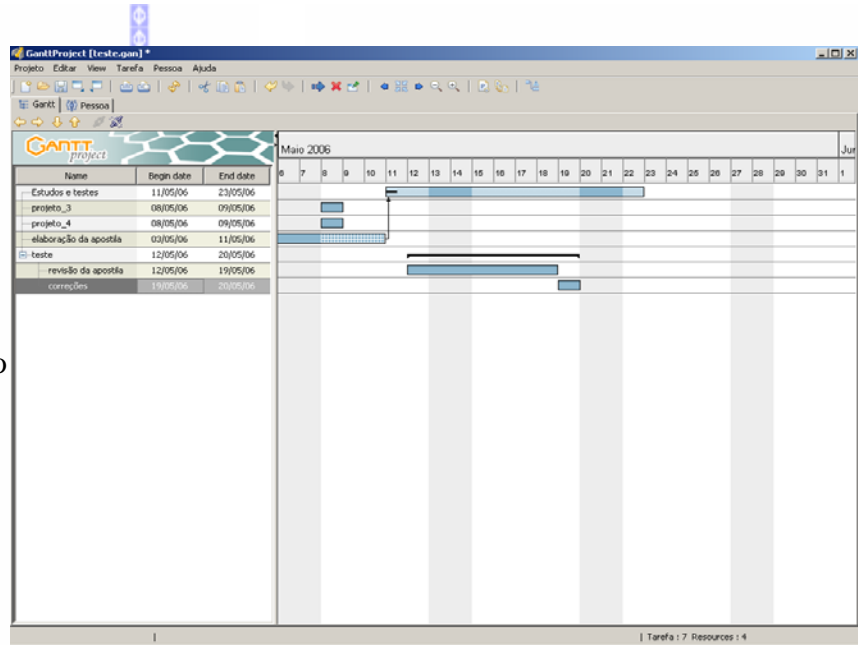 GanttProject [teste.gan] *
Projeto Editar View Tarefa Pessoa Ajuda
Gantt Pessoa
GANTT project
Maio 2006 Jun
Name Begin date End date 6 7 8 9 10 11 12 13 14 15 16 17 18 19 20 21 22 23 24 25 26 27 28 29 30 31 1
Estudos e testes 11/05/06 23/05/06
projeto_3 08/05/06 09/05/06
projeto_4 08/05/06 09/05/06
elaboração da apostila 03/05/06 11/05/06
teste 12/05/06 20/05/06
revisão da apostila 12/05/06 19/05/06
correções 19/05/06 20/05/06
o
Tarefa : 7 Resources : 4